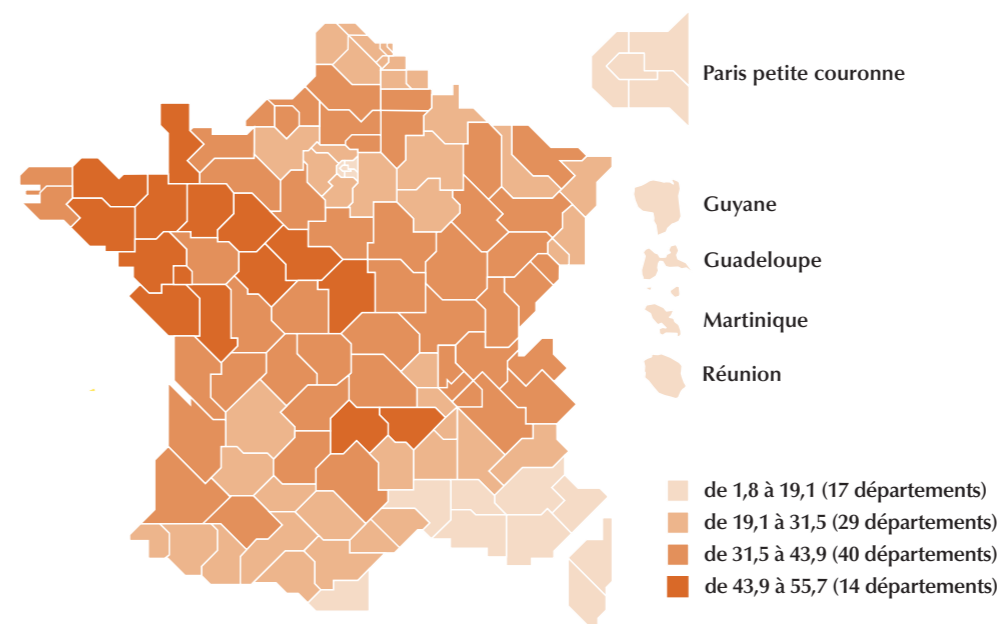 Paris petite couronne
Guyane
Guadeloupe
Martinique
Réunion
de 1,8 à 19,1 (17 départements)
de 19,1 à 31,5 (29 départements)
de 31,5 à 43,9 (40 départements)
de 43,9 à 55,7 (14 départements)